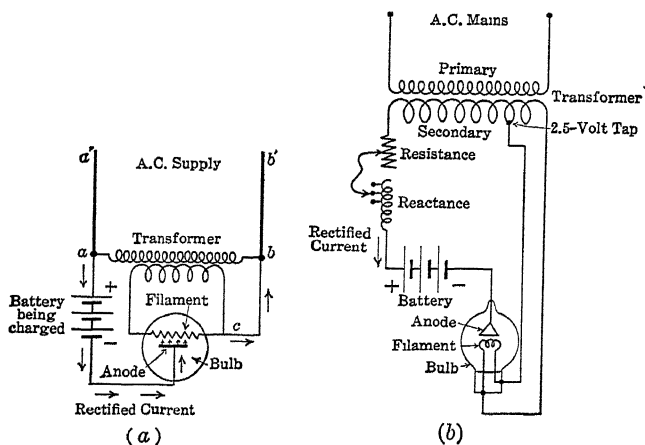 A.C. Supply
a'
b'
Transformer
a
b
+
Battery
being
charged
-
Filament
c
Anode
Bulb
Rectified Current
(a)
A.C. Mains
Primary
Transformer
Secondary
2.5-Volt Tap
Resistance
Reactance
Rectified
Current
+
Battery
-
Anode
Filament
Bulb
(b)